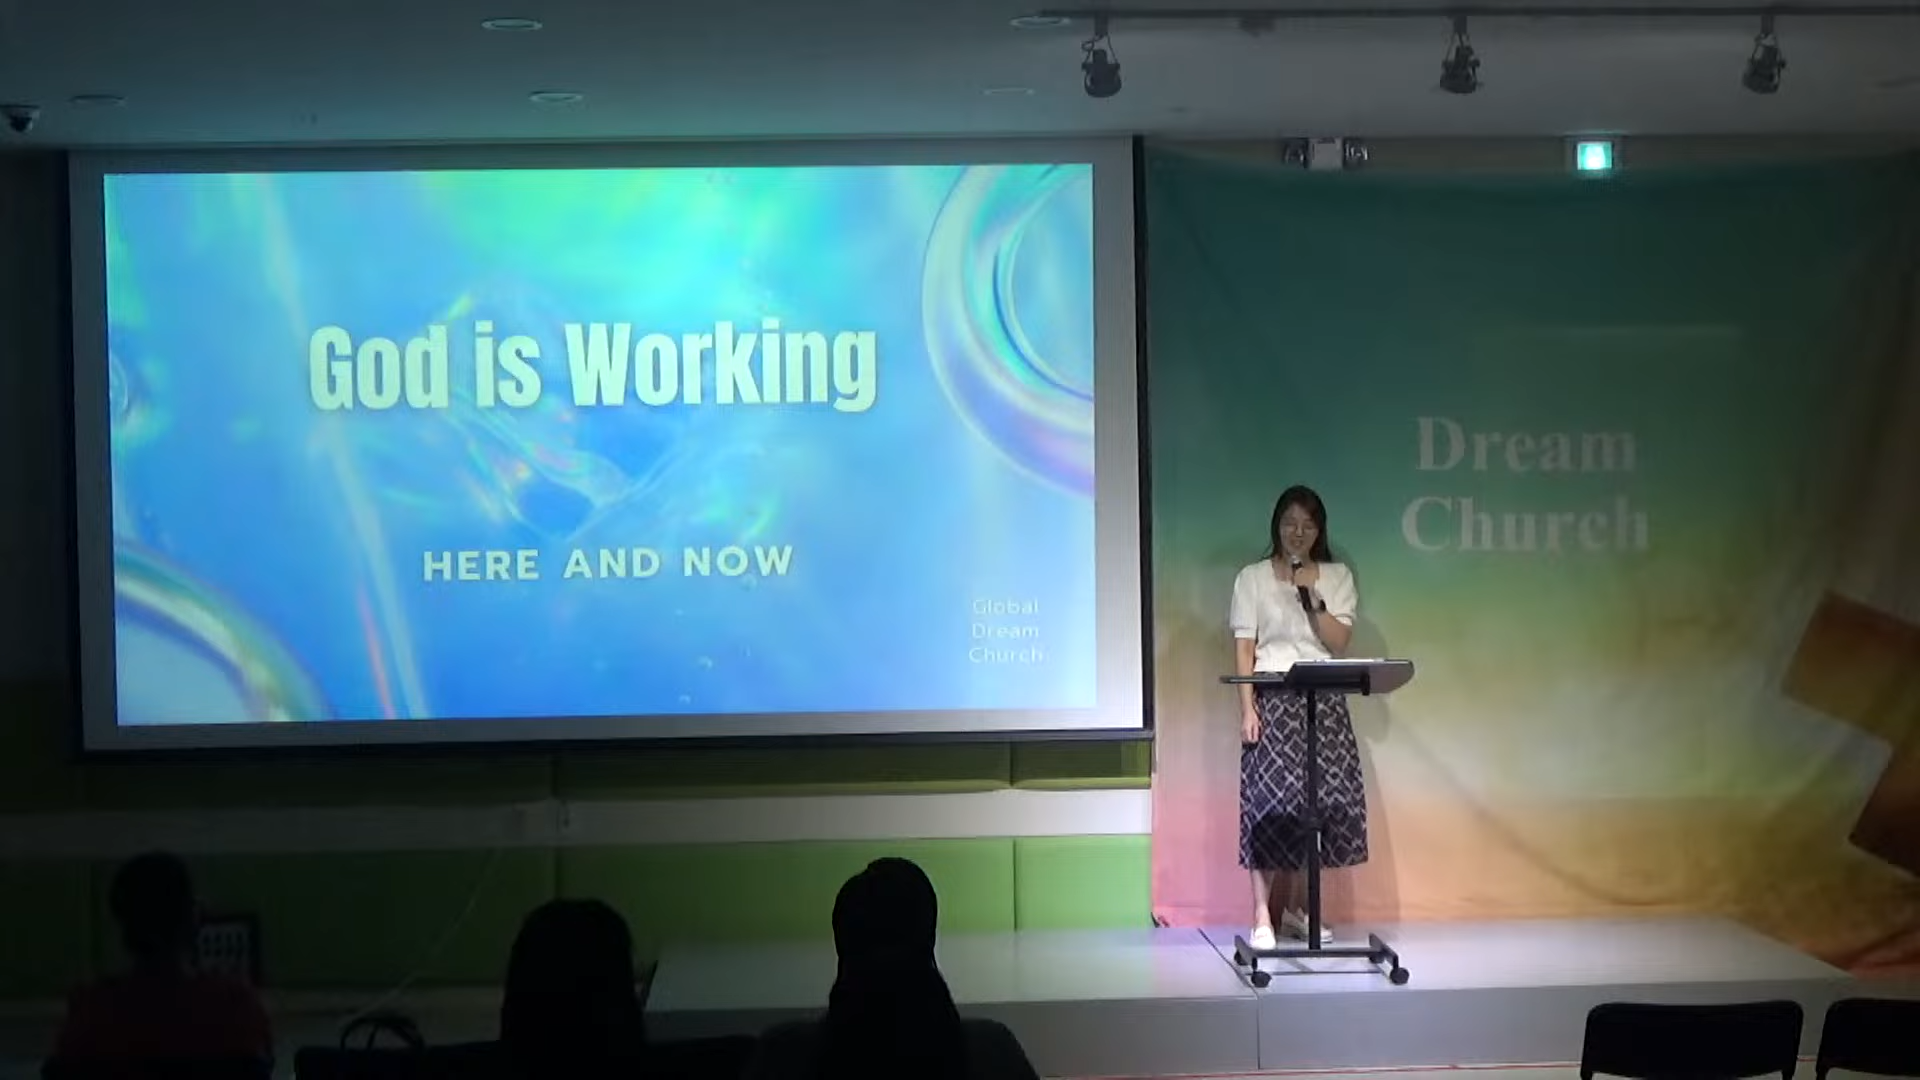 God is Working
HERE AND NOW
Global
Dream
Church
Dream
Church